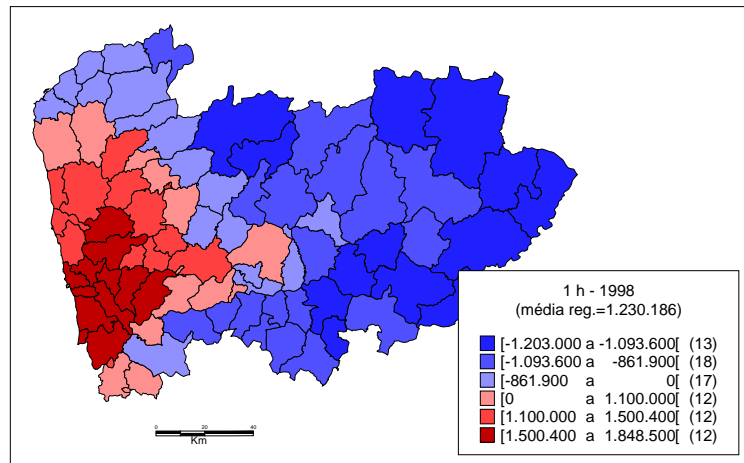 1 h - 1998
(média reg.=1.230.186)
[-1.203.000 a -1.093.600[ (13)
[-1.093.600 a -861.900[ (18)
[-861.900 a 0[ (17)
[0 a 1.100.000[ (12)
[1.100.000 a 1.500.400[ (12)
[1.500.400 a 1.848.500[ (12)
0 20 40
Km